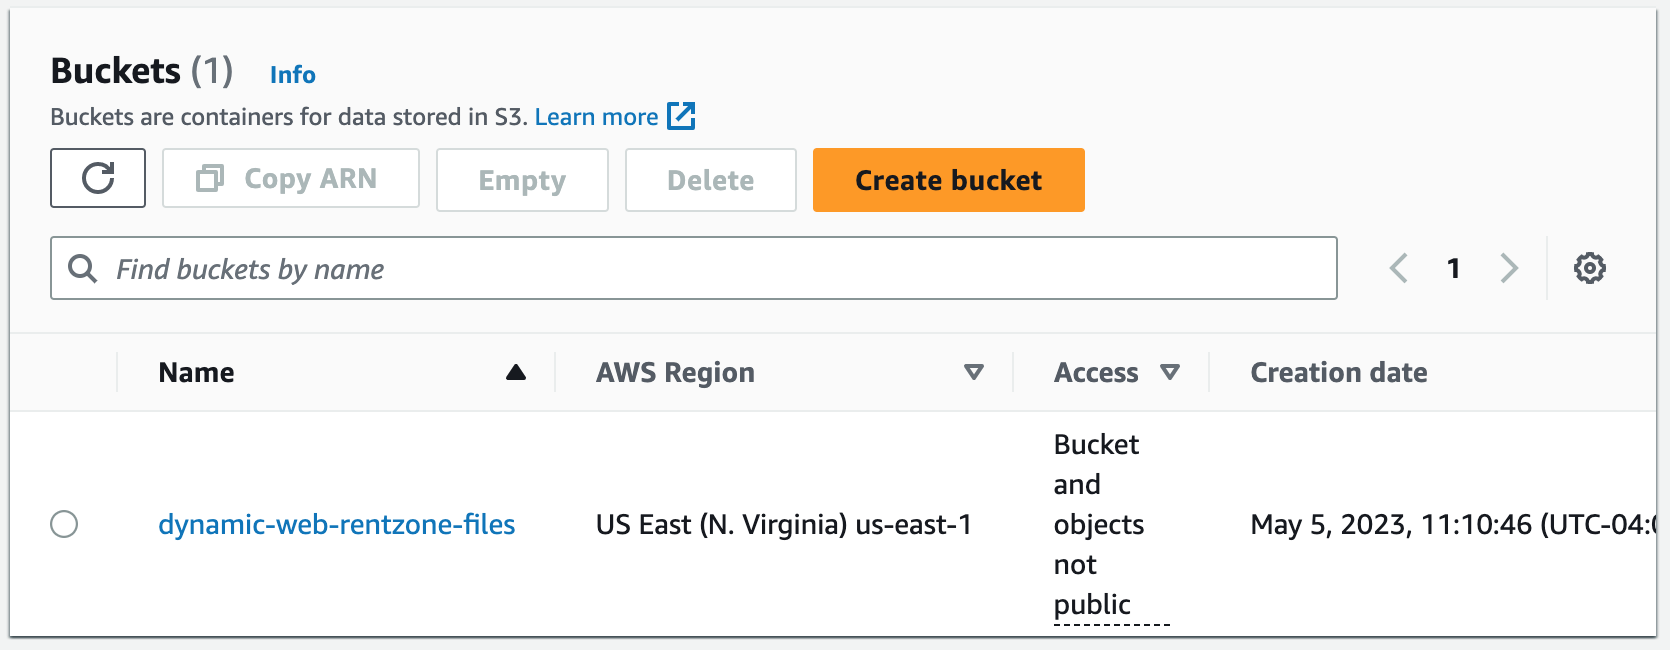 Buckets (1) Info
Buckets are containers for data stored in S3. Learn more
Copy ARN Empty Delete Create bucket
Find buckets by name 1
Name AWS Region Access Creation date
dynamic-web-rentzone-files US East (N. Virginia) us-east-1 Bucket and objects not public May 5, 2023, 11:10:46 (UTC-04: